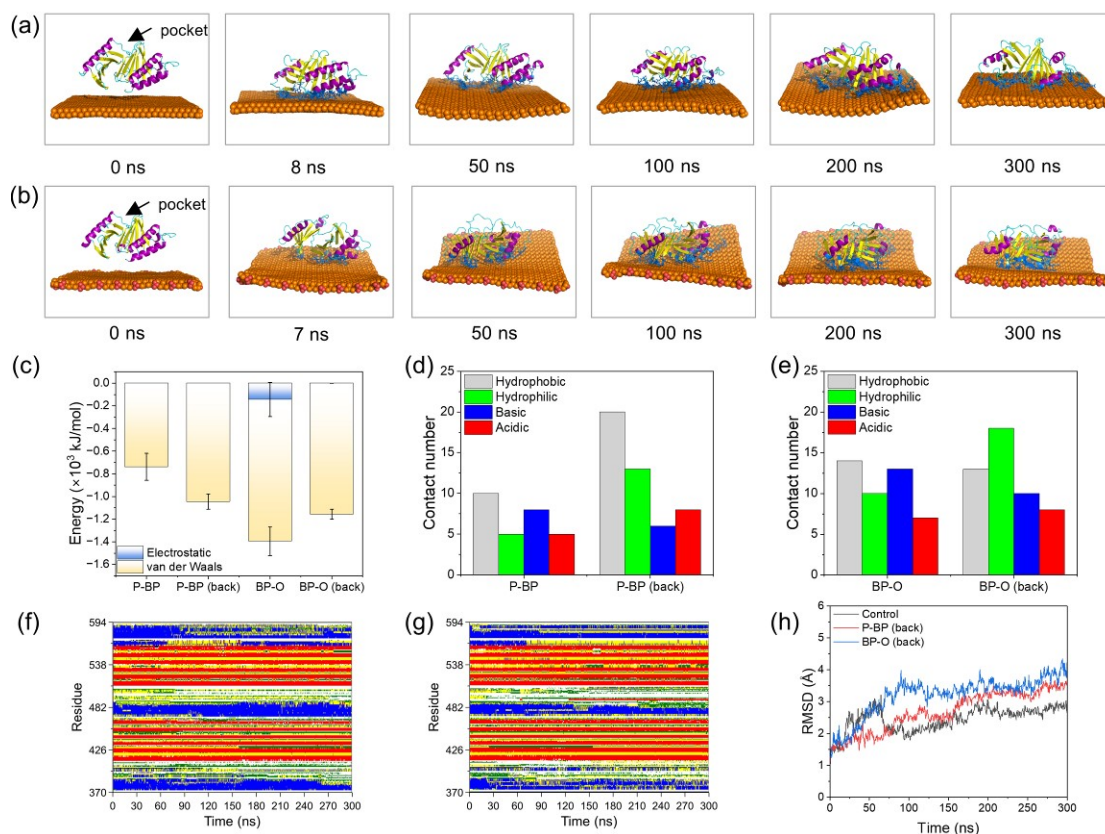 (a)
pocket
0 ns 8 ns 50 ns 100 ns 200 ns 300 ns
(b)
pocket
0 ns 7 ns 50 ns 100 ns 200 ns 300 ns
(c)
Energy (×10³ kJ/mol)
0.0
−0.2
−0.4
−0.6
−0.8
−1.0
−1.2
−1.4
−1.6
Electrostatic
van der Waals
P-BP P-BP (back) BP-O BP-O (back)
(d)
Contact number
25
20
15
10
5
0
Hydrophobic
Hydrophilic
Basic
Acidic
P-BP P-BP (back)
(e)
Contact number
25
20
15
10
5
0
Hydrophobic
Hydrophilic
Basic
Acidic
BP-O BP-O (back)
(f)
Residue
594
538
482
426
370
0 30 60 90 120 150 180 210 240 270 300
Time (ns)
(g)
Residue
594
538
482
426
370
0 30 60 90 120 150 180 210 240 270 300
Time (ns)
(h)
RMSD (Å)
6
5
4
3
2
1
0
Control
P-BP (back)
BP-O (back)
0 50 100 150 200 250 300
Time (ns)